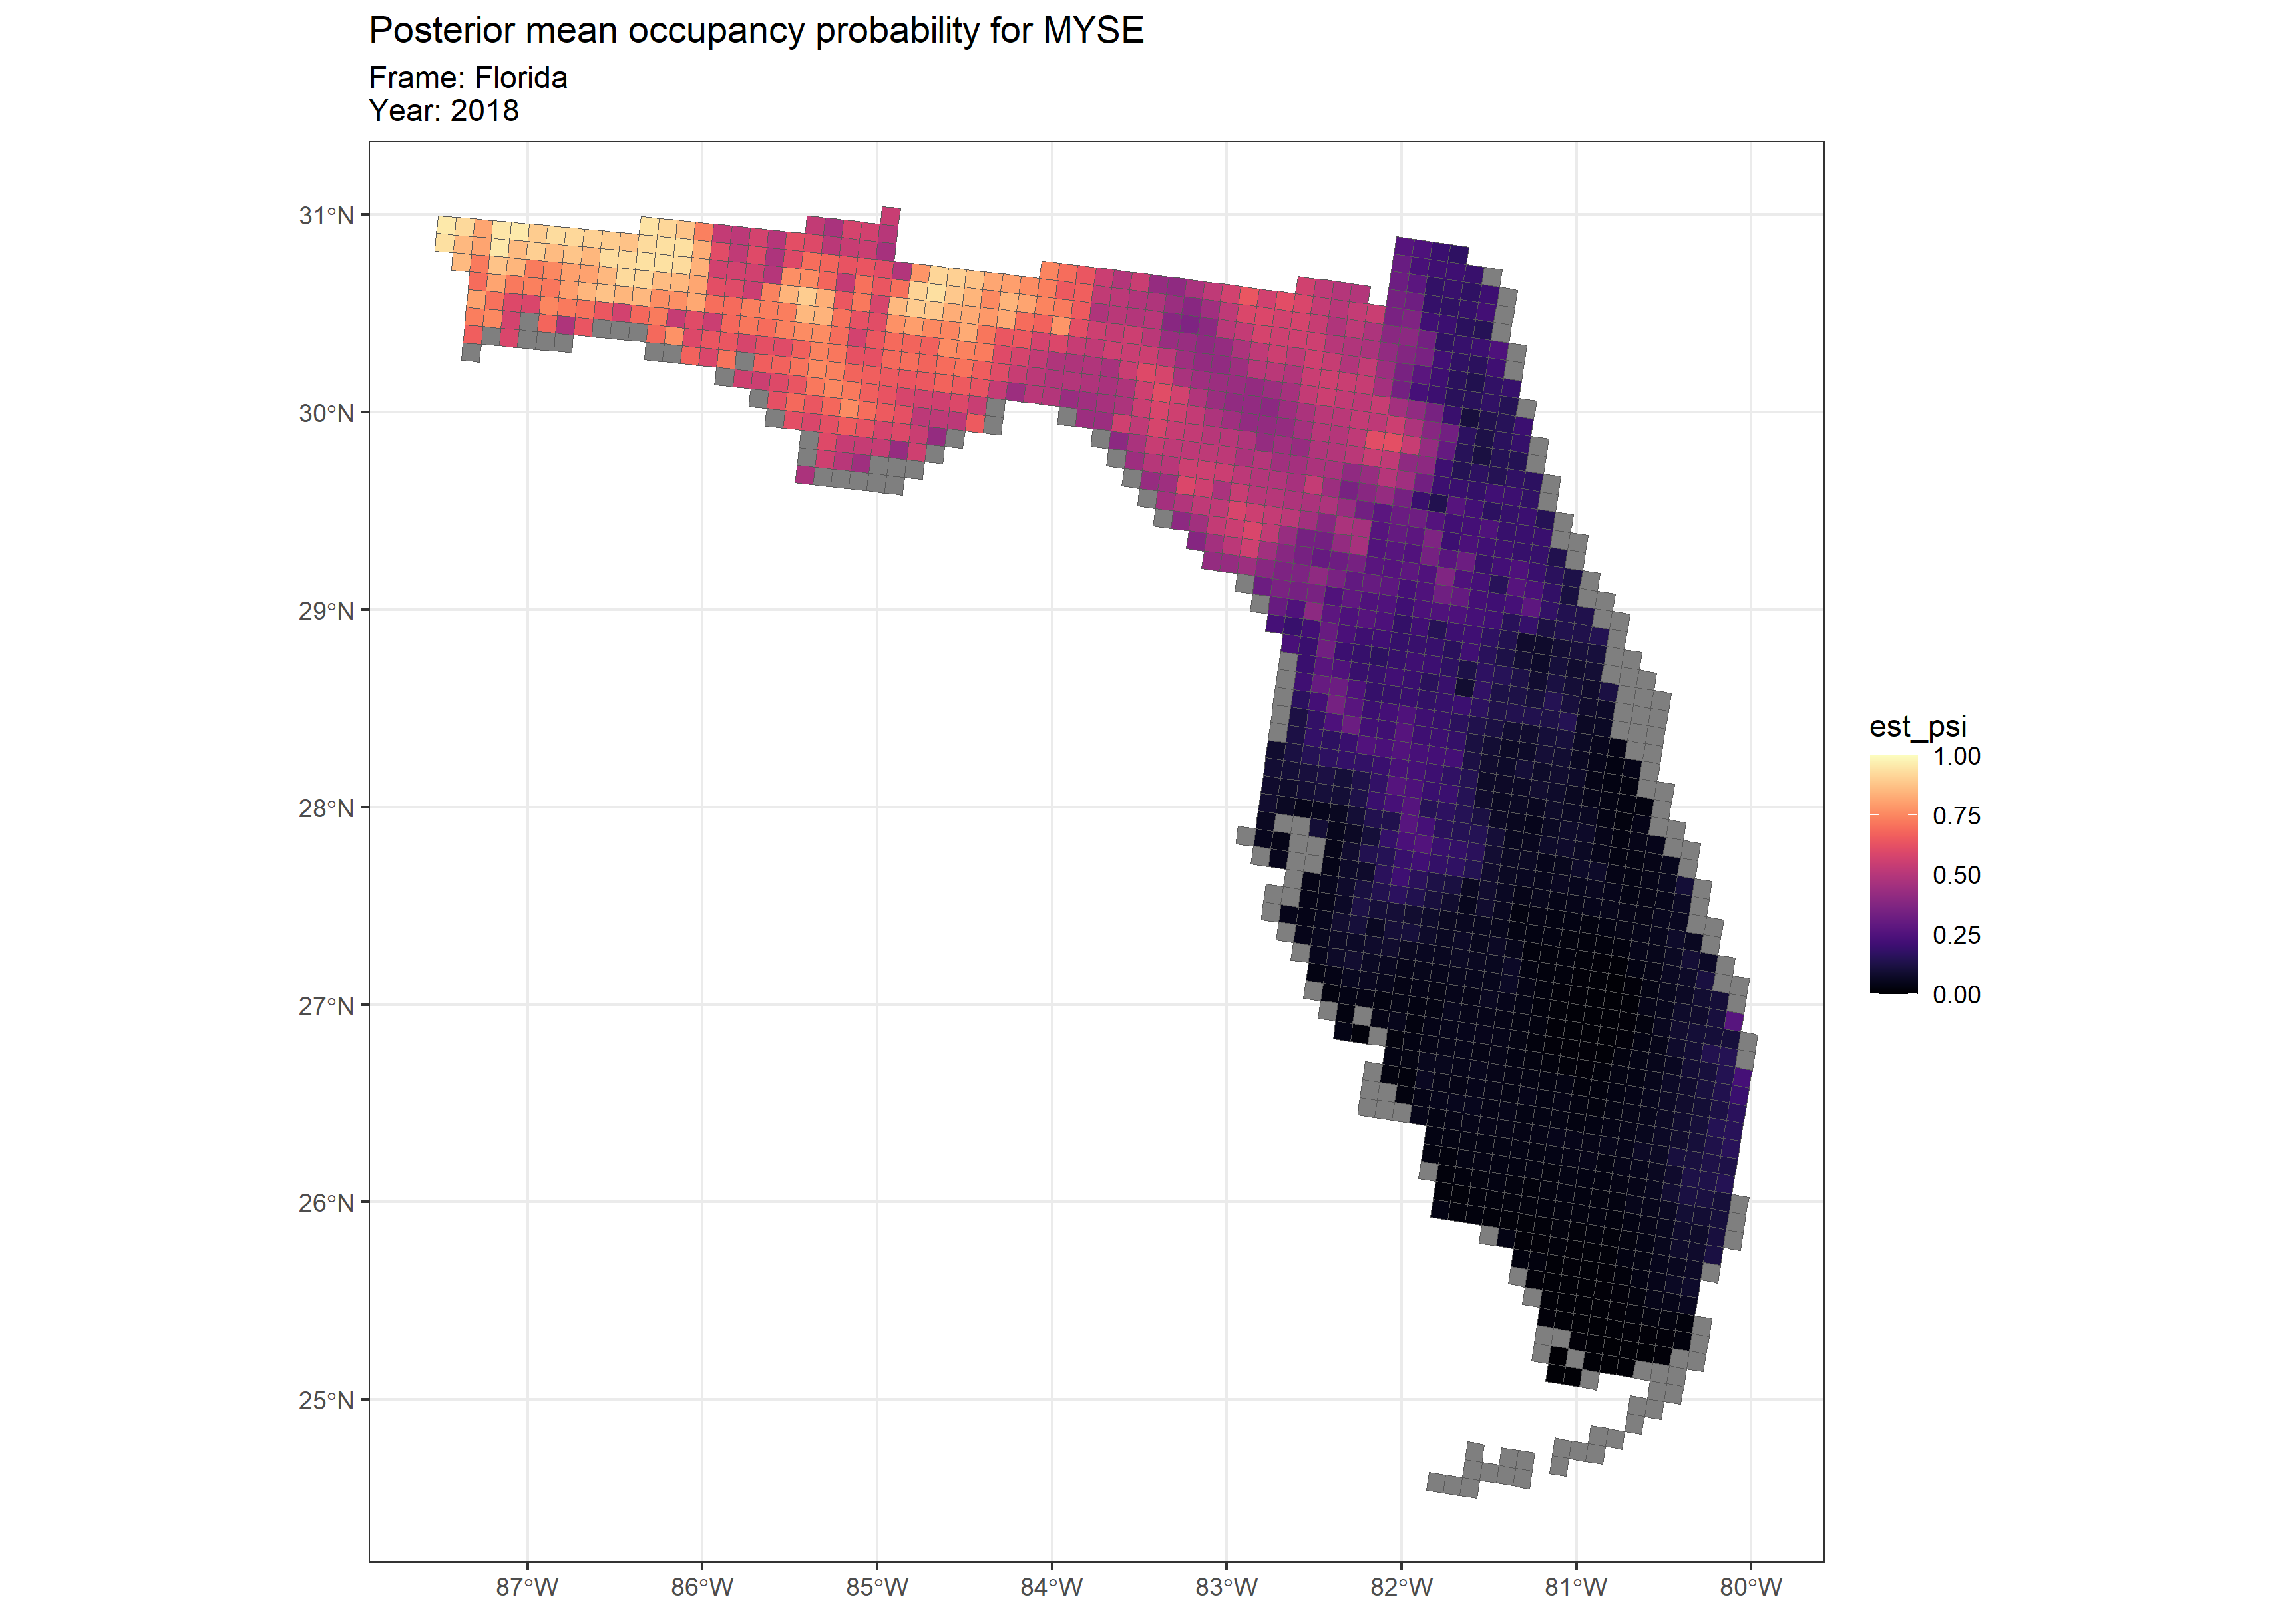 Posterior mean occupancy probability for MYSE
Frame: Florida
Year: 2018
31°N
30°N
29°N
28°N
27°N
26°N
25°N
87°W
86°W
85°W
84°W
83°W
82°W
81°W
80°W
est_psi
1.00
0.75
0.50
0.25
0.00